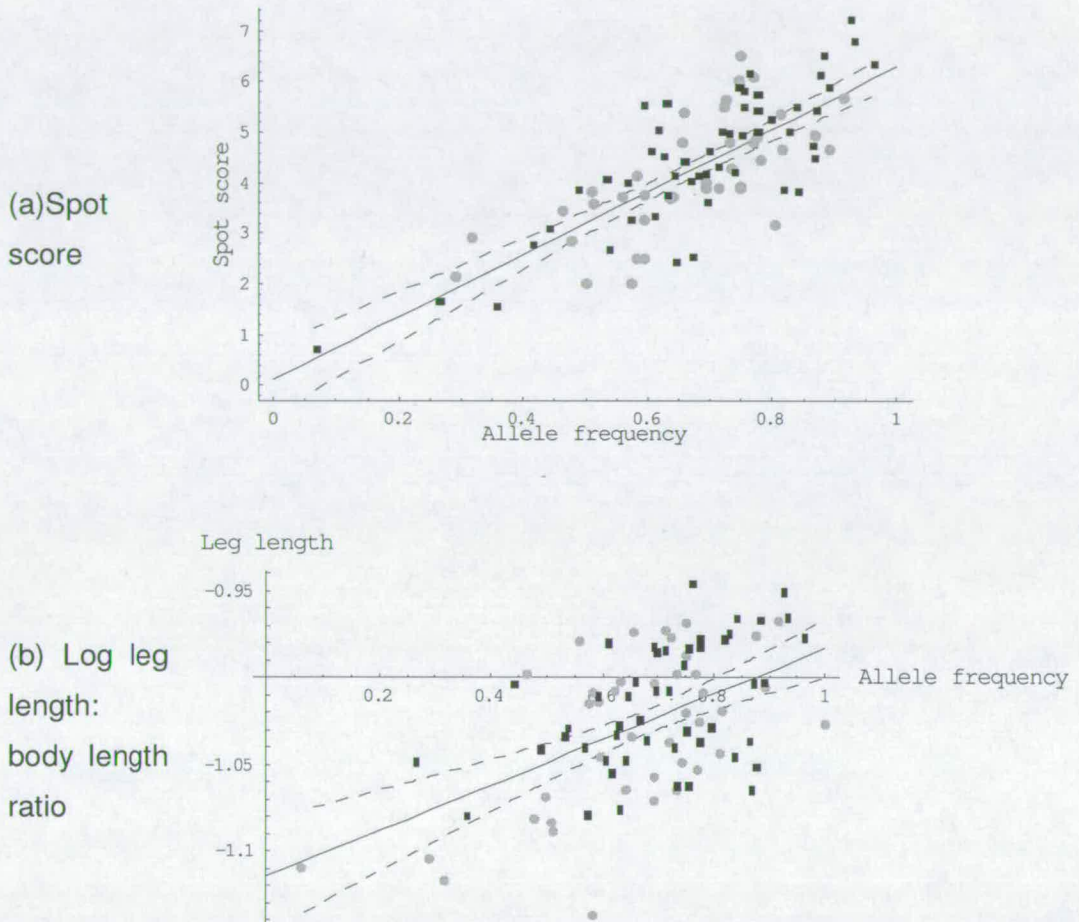 (a)Spot
score
Spot score
7
6
5
4
3
2
1
0
0 0.2 0.4 0.6 0.8 1
Allele frequency
(b) Log leg
length:
body length
ratio
Leg length
-0.95
-1.05
-1.1
0.2 0.4 0.6 0.8 1
Allele frequency